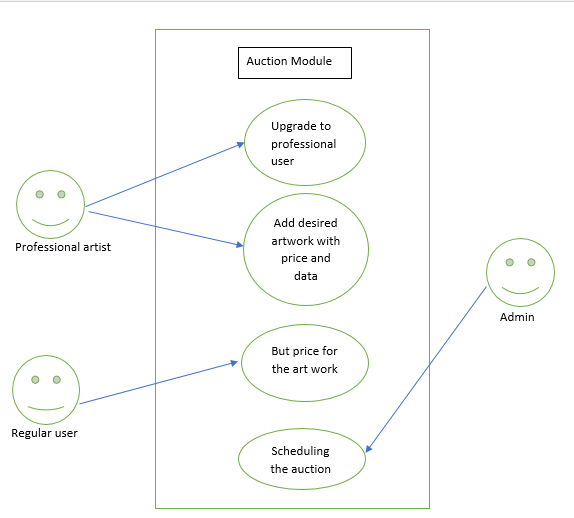 Auction Module
Upgrade to
professional
user
Professional artist
Add desired
artwork with
price and
data
Admin
But price for
the art work
Regular user
Scheduling
the auction